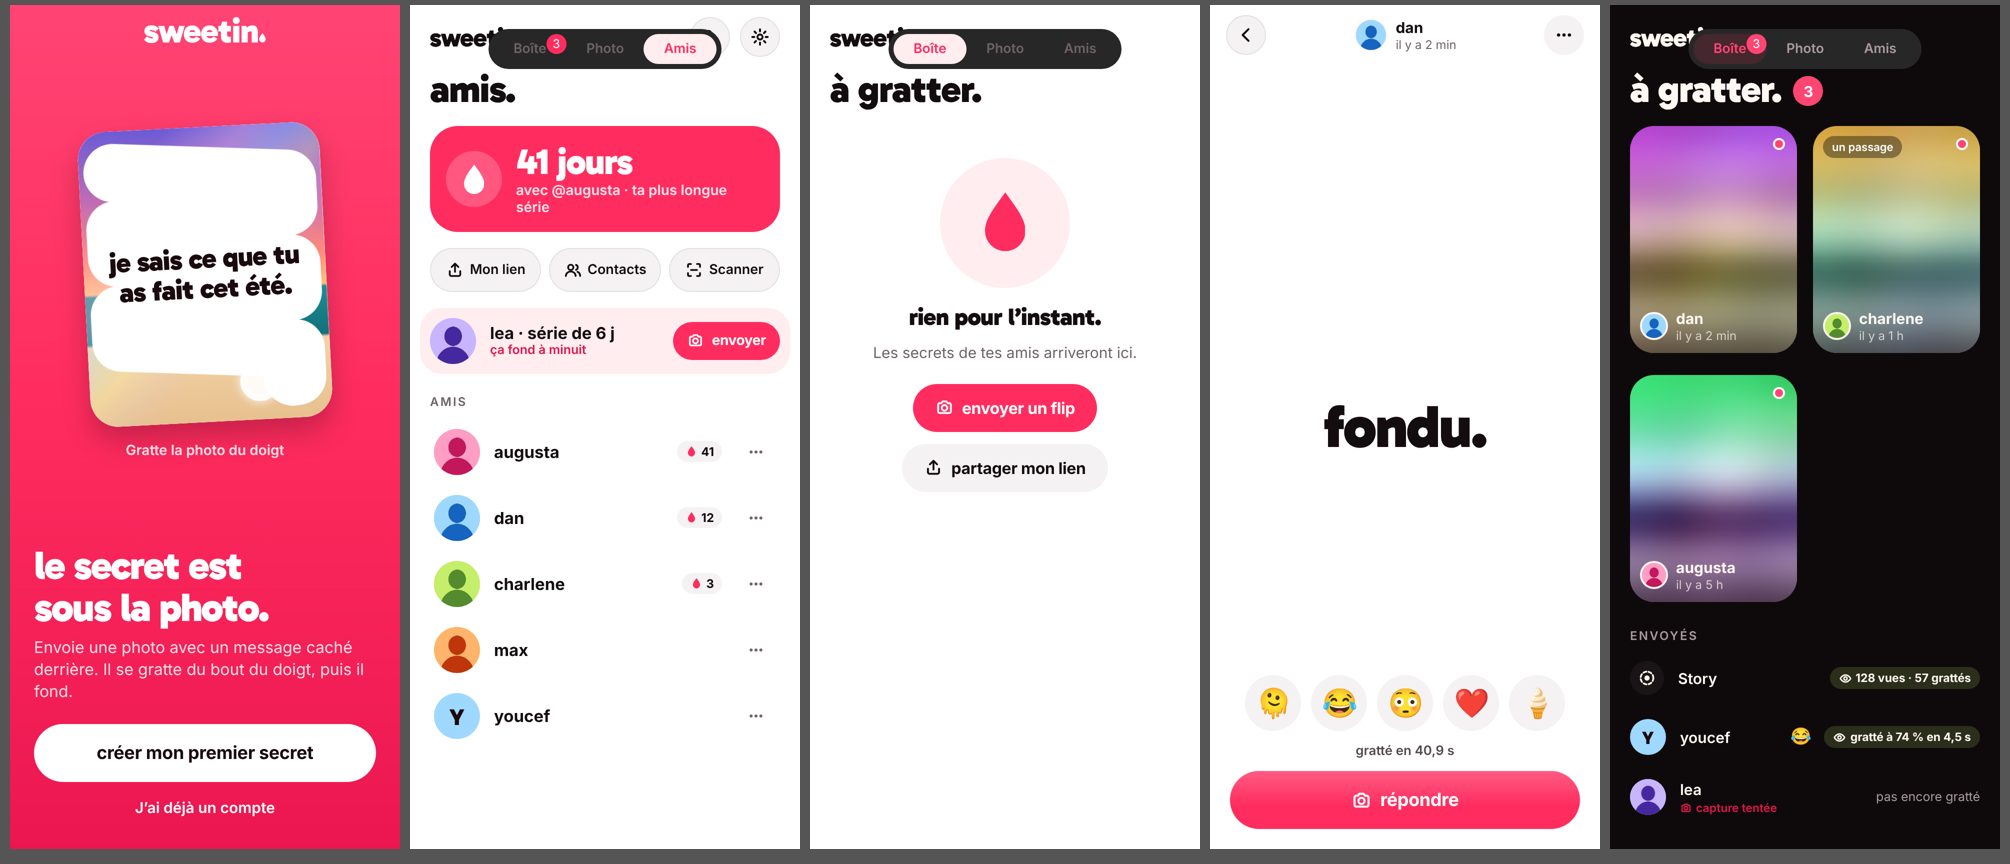 sweetin.
je sais ce que tu
as fait cet été.
Gratte la photo du doigt
le secret est
sous la photo.
Envoie une photo avec un message caché
derrière. Il se gratte du bout du doigt, puis il
fond.
créer mon premier secret
J'ai déjà un compte
Boîte 3 Photo Amis
amis.
41 jours
avec @augusta · ta plus longue
série
Mon lien Contacts Scanner
lea · série de 6 j
ça fond à minuit
envoyer
AMIS
augusta 41
dan 12
charlene 3
max
Y youcef
Boîte Photo Amis
à gratter.
rien pour l'instant.
Les secrets de tes amis arriveront ici.
envoyer un flip
partager mon lien
dan
il y a 2 min
fondu.
gratté en 40,9 s
répondre
Boîte 3 Photo Amis
à gratter. 3
un passage
dan
il y a 2 min
charlene
il y a 1 h
augusta
il y a 5 h
ENVOYÉS
Story 128 vues · 57 grattés
Y youcef gratté à 74 % en 4,5 s
lea
capture tentée
pas encore gratté